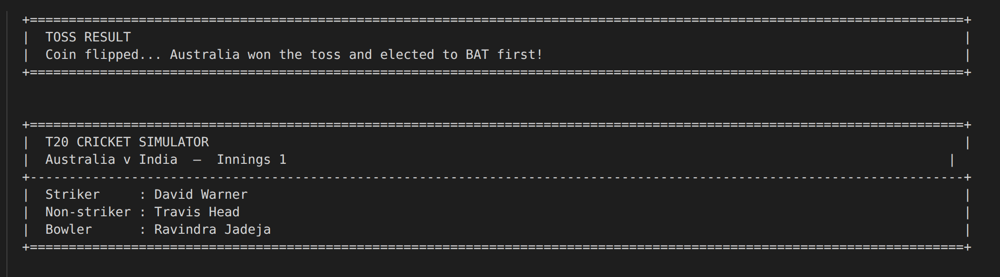 +========================================================================================================================+
|  TOSS RESULT                                                                                                           |
|  Coin flipped... Australia won the toss and elected to BAT first!                                                      |
+========================================================================================================================+
+========================================================================================================================+
|  T20 CRICKET SIMULATOR                                                                                                 |
|  Australia v India  —  Innings 1                                                                                     |
+------------------------------------------------------------------------------------------------------------------------+
|  Striker     : David Warner                                                                                            |
|  Non-striker : Travis Head                                                                                             |
|  Bowler      : Ravindra Jadeja                                                                                         |
+========================================================================================================================+